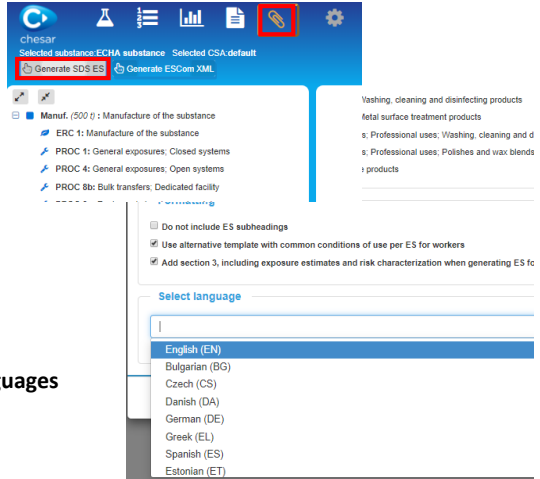 chesar
Selected substance:ECHA substance Selected CSA:default
Generate SDS ES Generate ESCom XML
Manuf. (500 t) : Manufacture of the substance
ERC 1: Manufacture of the substance
PROC 1: General exposures; Closed systems
PROC 4: General exposures; Open systems
PROC 8b: Bulk transfers; Dedicated facility
Washing, cleaning and disinfecting products
Metal surface treatment products
s; Professional uses; Washing, cleaning and d
s; Professional uses; Polishes and wax blends
products
Formatting
Do not include ES subheadings
Use alternative template with common conditions of use per ES for workers
Add section 3, including exposure estimates and risk characterization when generating ES fo
Select language
English (EN)
Bulgarian (BG)
Czech (CS)
Danish (DA)
German (DE)
Greek (EL)
Spanish (ES)
Estonian (ET)
guages